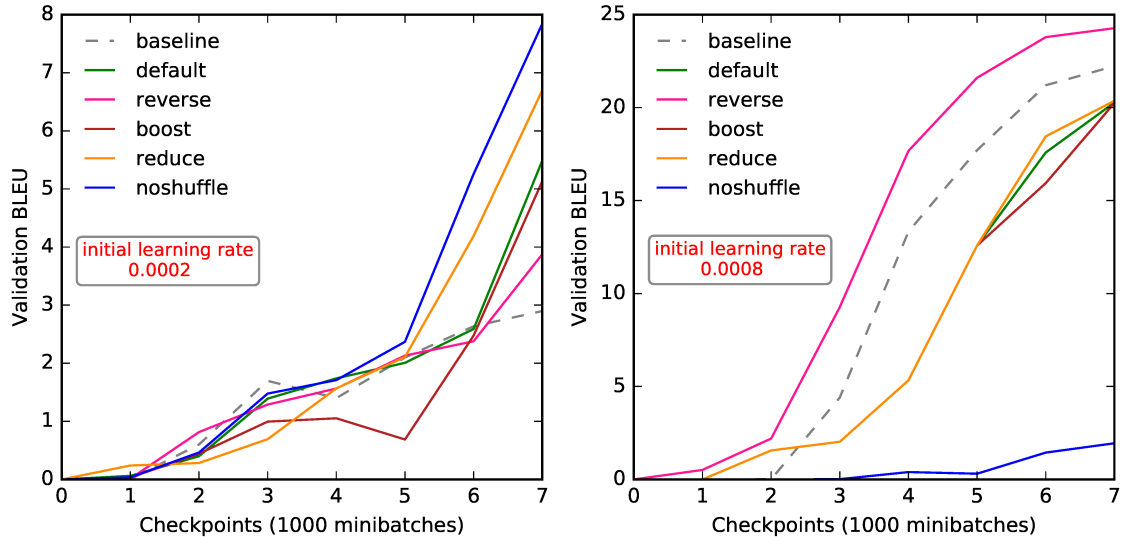 8
7
6
5
4
3
2
1
0
Validation BLEU
baseline
default
reverse
boost
reduce
noshuffle
initial learning rate
0.0002
0 1 2 3 4 5 6 7
Checkpoints (1000 minibatches)
25
20
15
10
5
0
Validation BLEU
baseline
default
reverse
boost
reduce
noshuffle
initial learning rate
0.0008
0 1 2 3 4 5 6 7
Checkpoints (1000 minibatches)